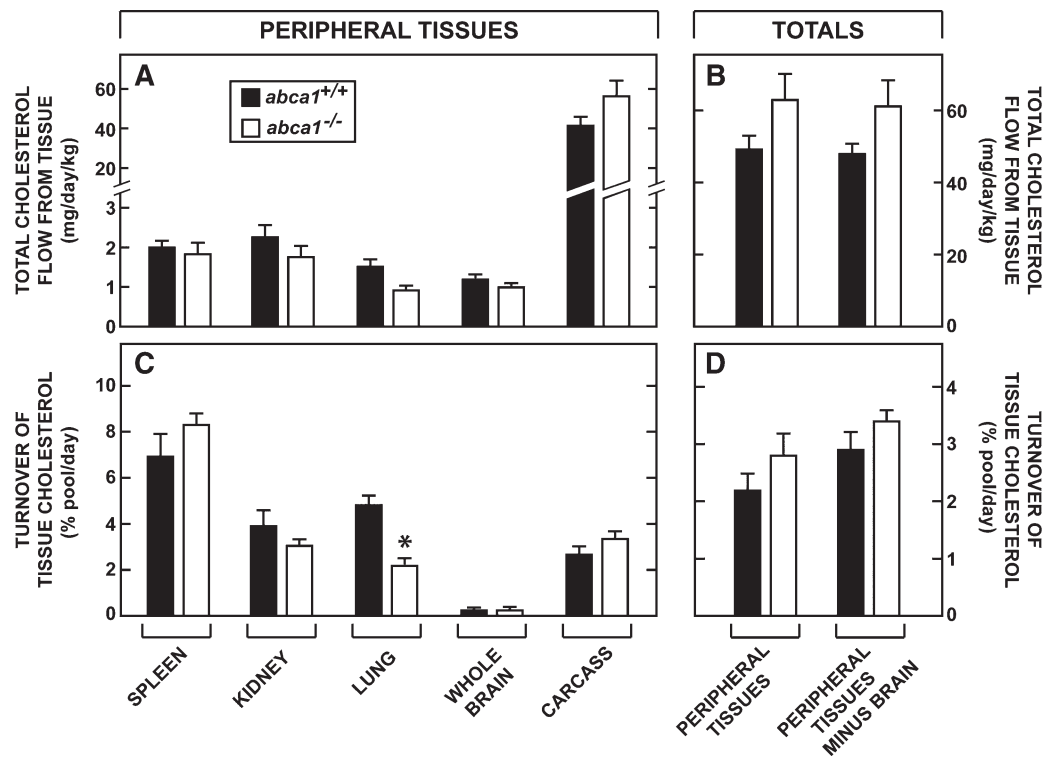 PERIPHERAL TISSUES
TOTALS
A
abca1+/+
abca1-/-
TOTAL CHOLESTEROL
FLOW FROM TISSUE
(mg/day/kg)
60
40
20
3
2
1
0
B
60
40
20
0
TOTAL CHOLESTEROL
FLOW FROM TISSUE
(mg/day/kg)
C
TURNOVER OF
TISSUE CHOLESTEROL
(% pool/day)
10
8
6
4
2
0
*
D
4
3
2
1
0
TURNOVER OF
TISSUE CHOLESTEROL
(% pool/day)
SPLEEN
KIDNEY
LUNG
WHOLE
BRAIN
CARCASS
PERIPHERAL
TISSUES
PERIPHERAL
TISSUES
MINUS BRAIN